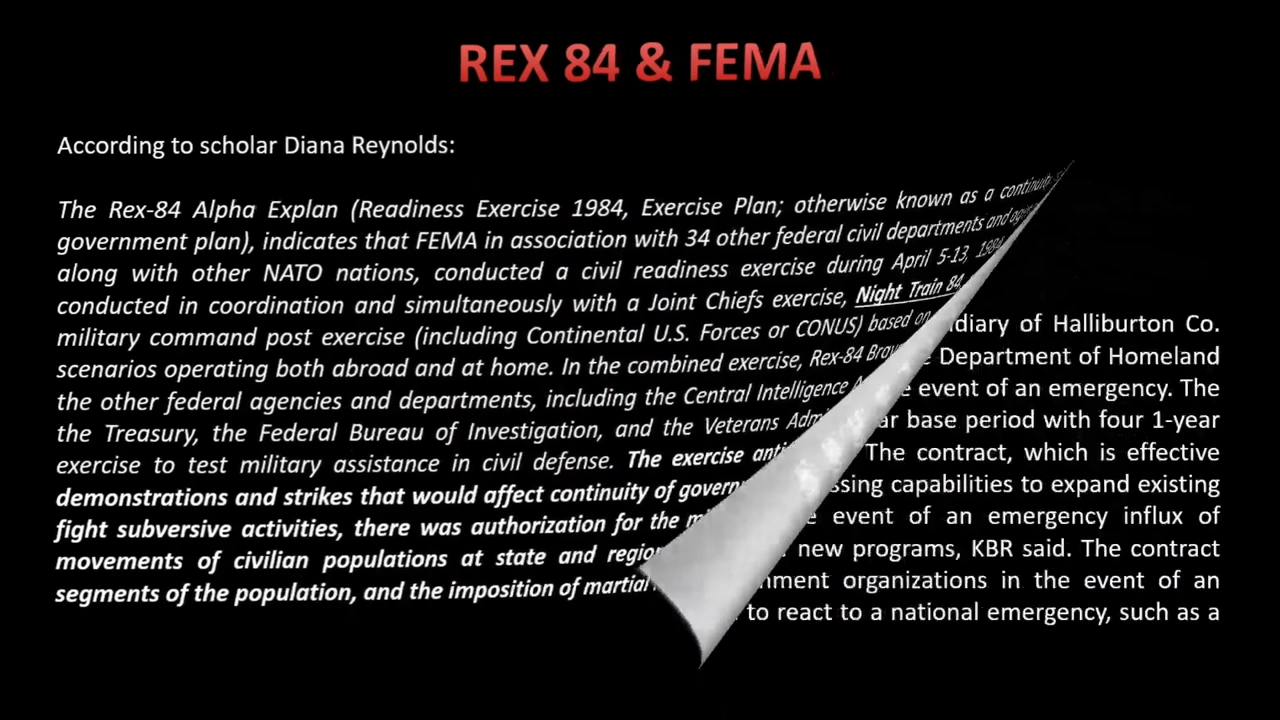 REX 84 & FEMA
According to scholar Diana Reynolds:
The Rex-84 Alpha Explan (Readiness Exercise 1984, Exercise Plan; otherwise known as a continuity
government plan), indicates that FEMA in association with 34 other federal civil departments and
along with other NATO nations, conducted a civil readiness exercise during April 5-13, 1984
conducted in coordination and simultaneously with a Joint Chiefs exercise, Night Train 84,
military command post exercise (including Continental U.S. Forces or CONUS) based on
scenarios operating both abroad and at home. In the combined exercise, Rex-84
the other federal agencies and departments, including the Central Intelligence
the Treasury, the Federal Bureau of Investigation, and the Veterans
exercise to test military assistance in civil defense. The exercise
demonstrations and strikes that would affect continuity of
fight subversive activities, there was authorization for the
movements of civilian populations at state and
segments of the population, and the imposition of martial
of Halliburton Co.
Department of Homeland
event of an emergency. The
base period with four 1-year
The contract, which is effective
capabilities to expand existing
event of an emergency influx of
new programs, KBR said. The contract
organizations in the event of an
to react to a national emergency, such as a